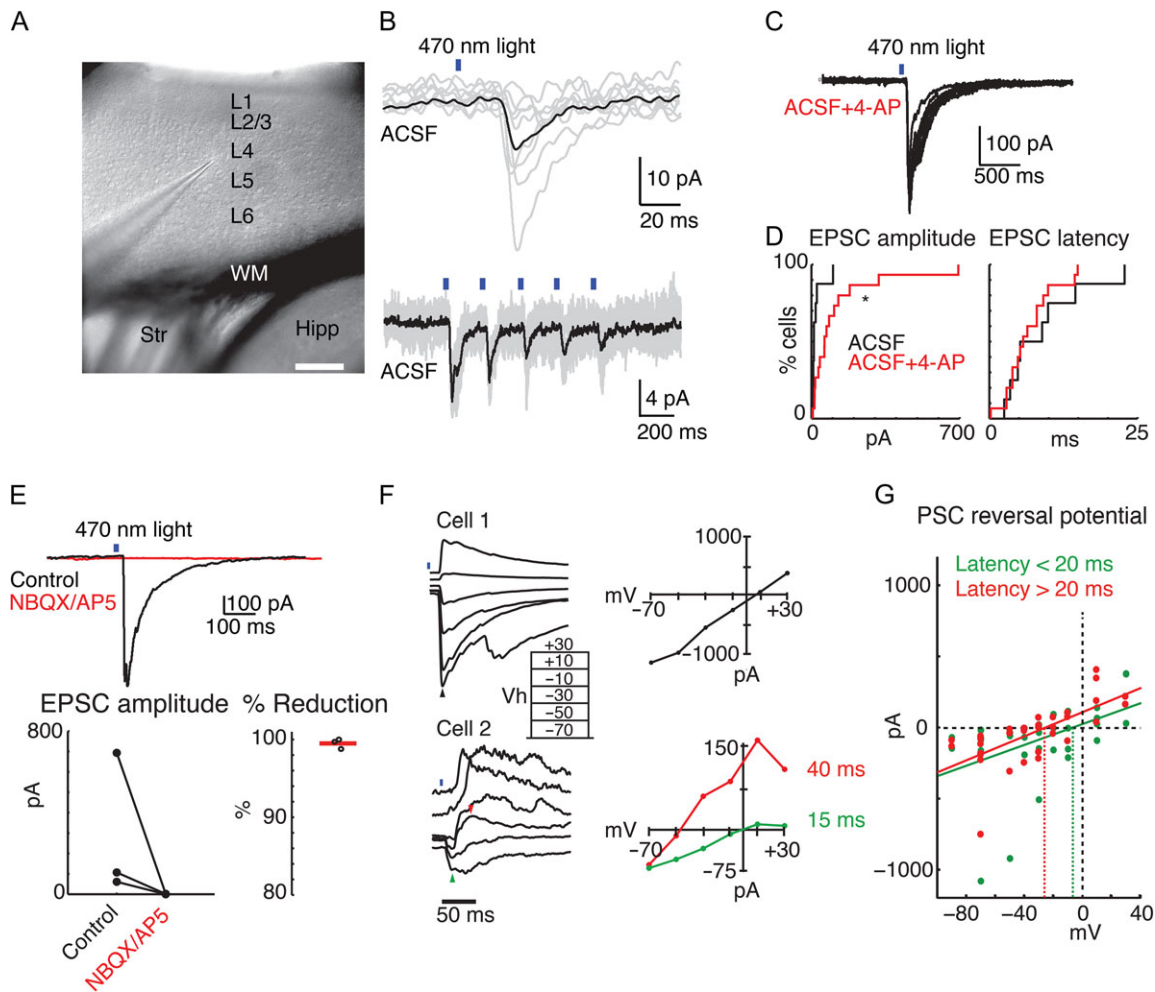 A
L1
L2/3
L4
L5
L6
WM
Str
Hipp
B
470 nm light
ACSF
10 pA
20 ms
ACSF
4 pA
200 ms
C
470 nm light
ACSF+4-AP
100 pA
500 ms
D
EPSC amplitude
EPSC latency
100
% cells
0
*
ACSF
ACSF+4-AP
0
pA
700
0
ms
25
E
470 nm light
Control
NBQX/AP5
100 pA
100 ms
EPSC amplitude
% Reduction
800
pA
0
Control
NBQX/AP5
100
%
90
80
F
Cell 1
Vh
+30
+10
−10
−30
−50
−70
1000
mV
−70
+30
−1000
pA
Cell 2
50 ms
150
40 ms
mV
15 ms
−70
+30
−75
pA
G
PSC reversal potential
Latency < 20 ms
Latency > 20 ms
1000
pA
0
−1000
−80
−40
0
40
mV